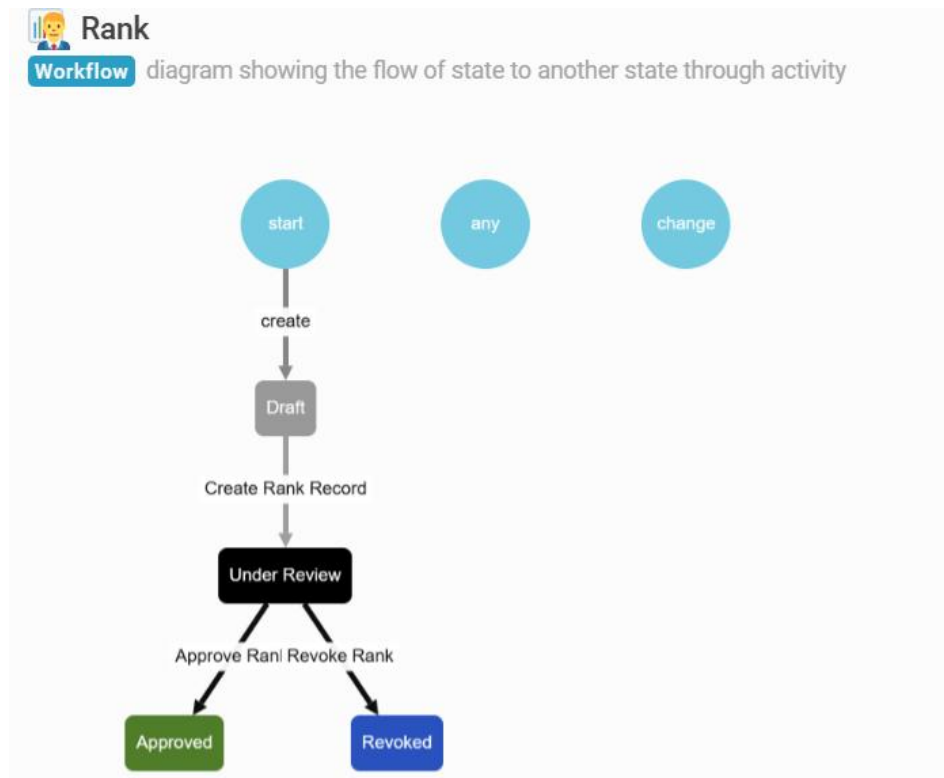 Rank
Workflow diagram showing the flow of state to another state through activity
start any change
create
Draft
Create Rank Record
Under Review
Approve Ran Revoke Rank
Approved Revoked